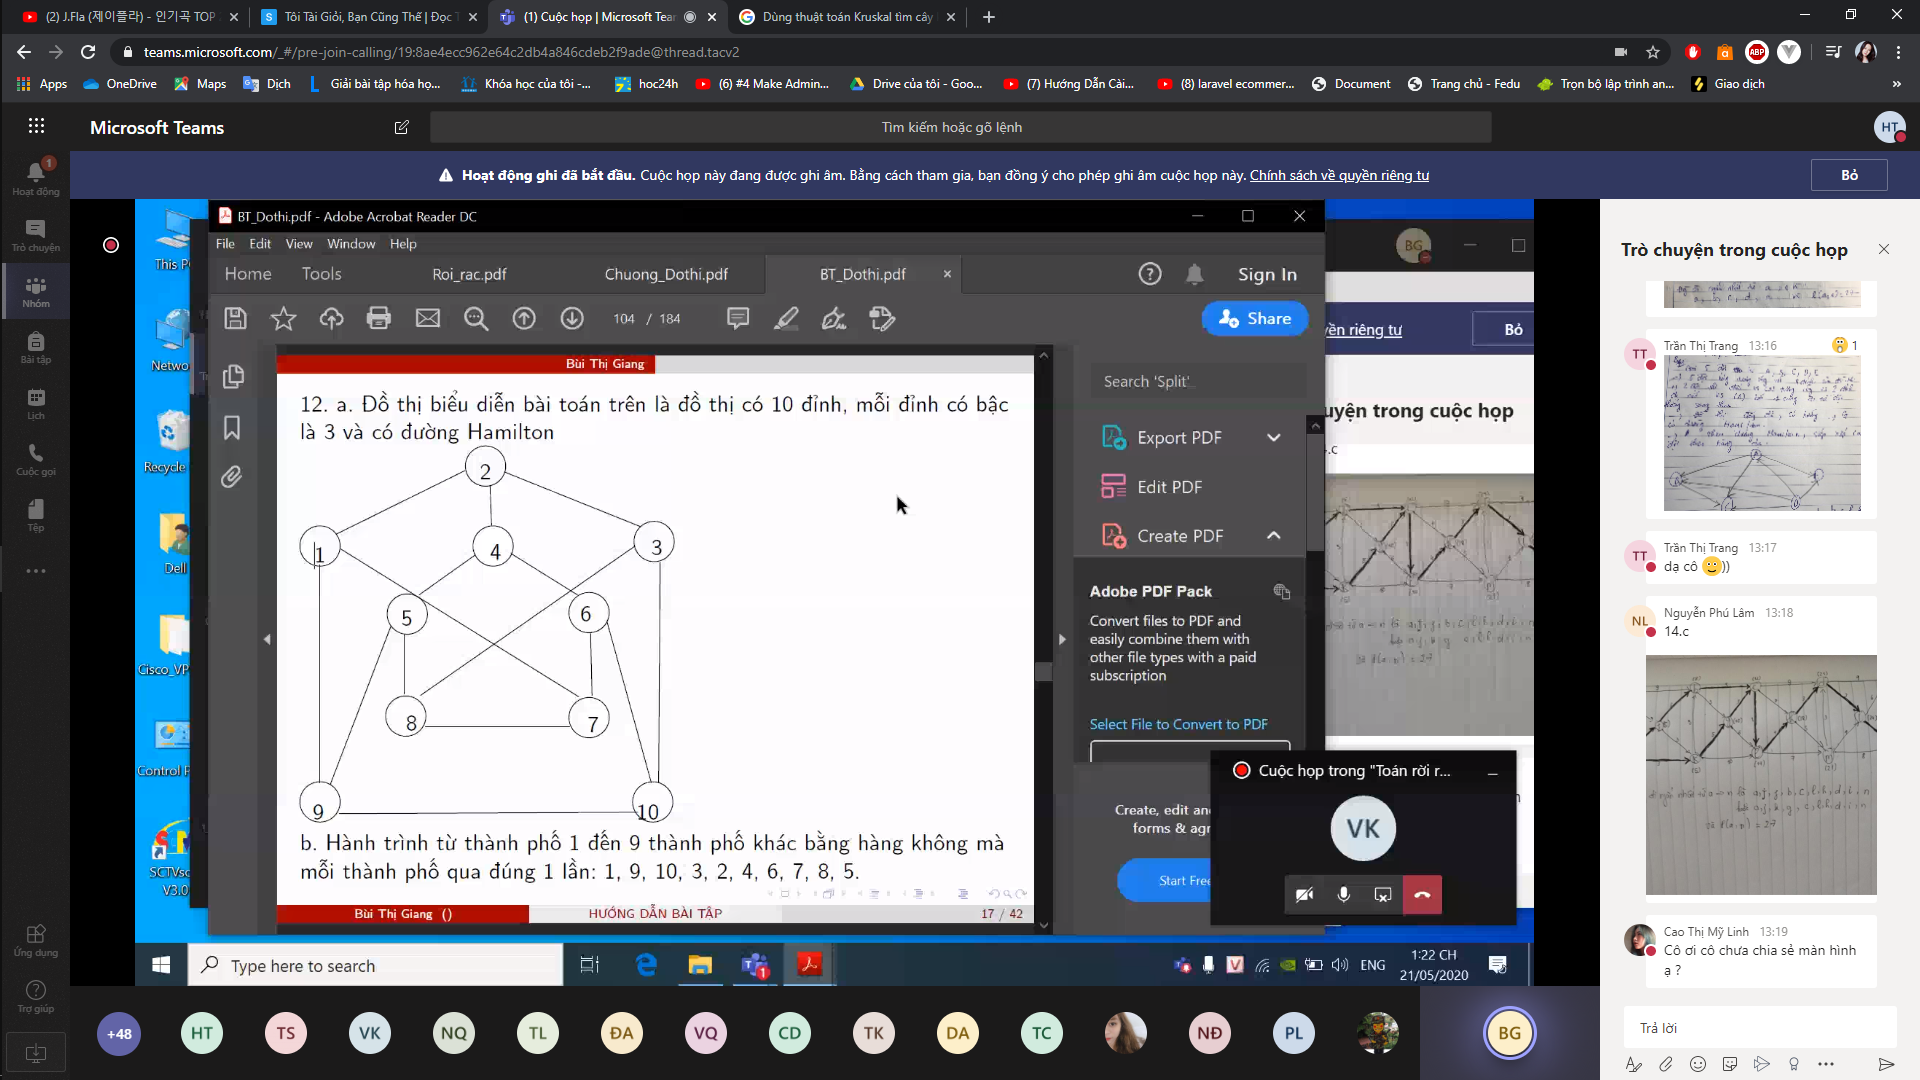 (2) J.Fla (제이플라) - 인기곡 TOP
Tôi Tài Giỏi, Bạn Cũng Thế | Đọc T
(1) Cuộc họp | Microsoft Tear
Dùng thuật toán Kruskal tìm cây
teams.microsoft.com/_#/pre-join-calling/19:8ae4ecc962e64c2db4a846cdeb2f9ade@thread.tacv2
Apps
OneDrive
Maps
Dịch
Giải bài tập hóa họ...
Khóa học của tôi -...
hoc24h
(6) #4 Make Admin...
Drive của tôi - Goo...
(7) Hướng Dẫn Cài...
(8) laravel ecommer...
Document
Trang chủ - Fedu
Trọn bộ lập trình an...
Giao dịch
Microsoft Teams
Tìm kiếm hoặc gõ lệnh
HT
Hoạt động ghi đã bắt đầu. Cuộc họp này đang được ghi âm. Bằng cách tham gia, bạn đồng ý cho phép ghi âm cuộc họp này. Chính sách về quyền riêng tư
Bỏ
1
Hoạt động
Trò chuyện
Nhóm
Bài tập
Lịch
Cuộc gọi
Tệp
Ứng dụng
Trợ giúp
This P
Netwo
Recycle
Dell
Cisco_VP
Control P
SCTVsc
V3.0
BT_Dothi.pdf - Adobe Acrobat Reader DC
File Edit View Window Help
Home
Tools
Roi_rac.pdf
Chuong_Dothi.pdf
BT_Dothi.pdf
Sign In
104 / 184
Share
Bùi Thị Giang
12. a. Đồ thị biểu diễn bài toán trên là đồ thị có 10 đỉnh, mỗi đỉnh có bậc
là 3 và có đường Hamilton
2
1
4
3
5
6
8
7
9
10
b. Hành trình từ thành phố 1 đến 9 thành phố khác bằng hàng không mà
mỗi thành phố qua đúng 1 lần: 1, 9, 10, 3, 2, 4, 6, 7, 8, 5.
Bùi Thị Giang ()
HƯỚNG DẪN BÀI TẬP
17 / 42
Search 'Split'
Export PDF
Edit PDF
Create PDF
Adobe PDF Pack
Convert files to PDF and
easily combine them with
other file types with a paid
subscription
Select File to Convert to PDF
Create, edit an
forms & agr
Start Free
BG
yền riêng tư
Bỏ
uyện trong cuộc họp
.c
Cuộc họp trong "Toán rời r...
VK
Type here to search
1
ENG
1:22 CH
21/05/2020
+48
HT
TS
VK
NQ
TL
ĐA
VQ
CD
TK
DA
TC
NĐ
PL
BG
Trò chuyện trong cuộc họp
TT
Trần Thị Trang 13:16
1
TT
Trần Thị Trang 13:17
dạ cô ))
NL
Nguyễn Phú Lâm 13:18
14.c
Cao Thị Mỹ Linh 13:19
Cô ơi cô chưa chia sẻ màn hình
ạ ?
Trả lời